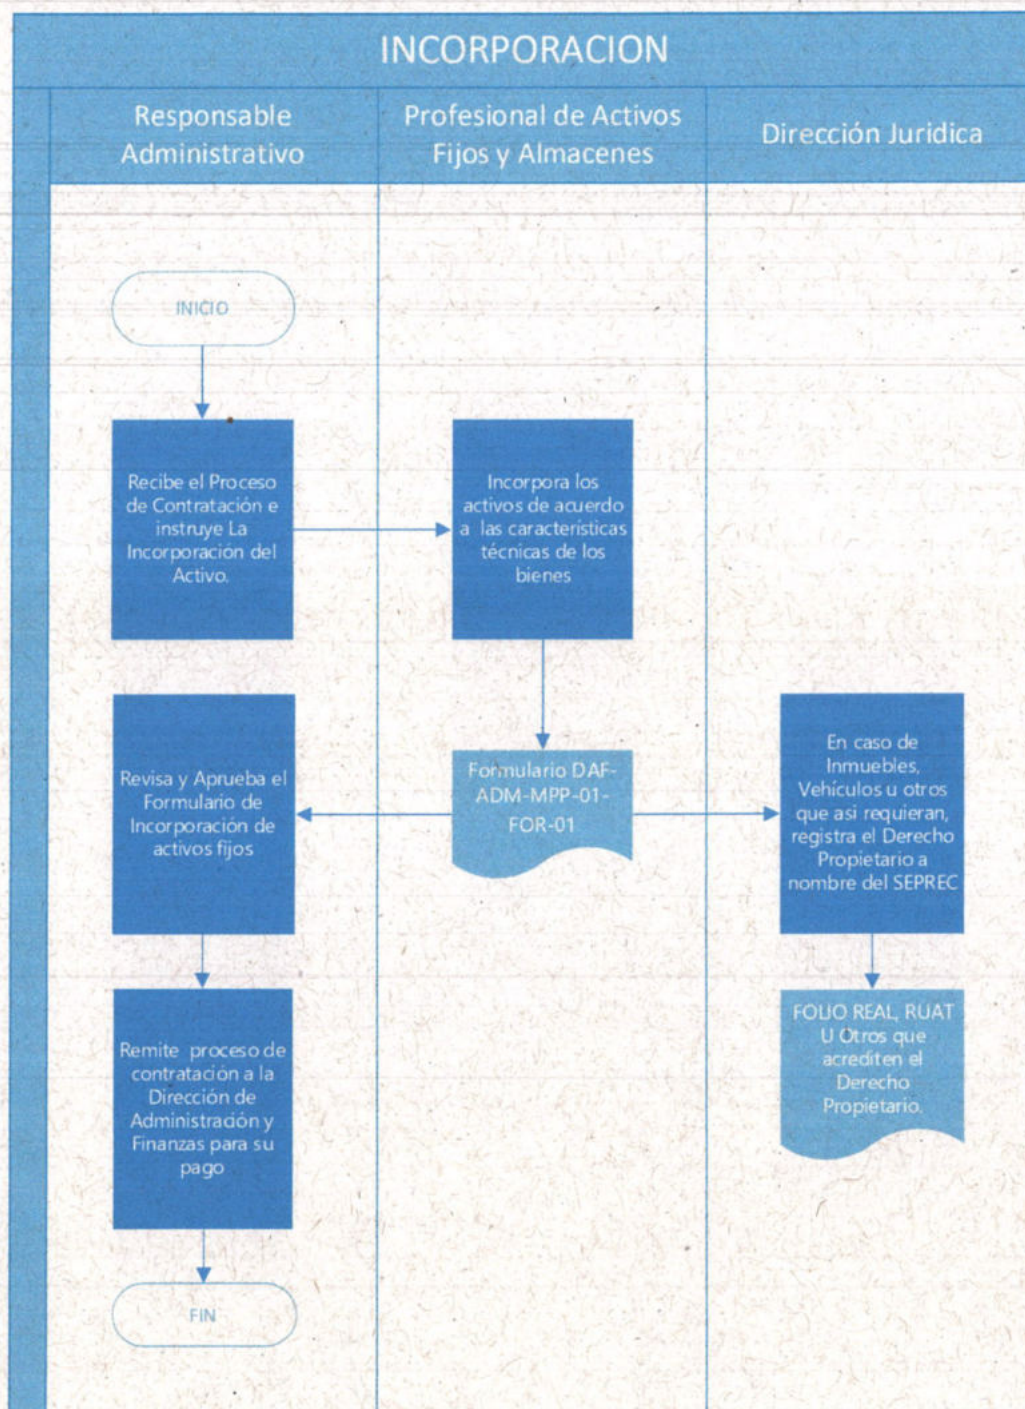 INCORPORACION
Responsable
Administrativo
Profesional de Activos
Fijos y Almacenes
Dirección Juridica
INICIO
Recibe el Proceso
de Contratación e
instruye La
Incorporación del
Activo.
Incorpora los
activos de acuerdo
a las características
técnicas de los
bienes
Revisa y Aprueba el
Formulario de
Incorporación de
activos fijos
Formulario DAF-
ADM-MPP-01-
FOR-01
En caso de
Inmuebles,
Vehículos u otros
que asi requieran,
registra el Derecho
Propietario a
nombre del SEPREC
Remite proceso de
contratación a la
Dirección de
Administración y
Finanzas para su
pago
FOLIO REAL, RUAT
U Otros que
acrediten el
Derecho
Propietario.
FIN